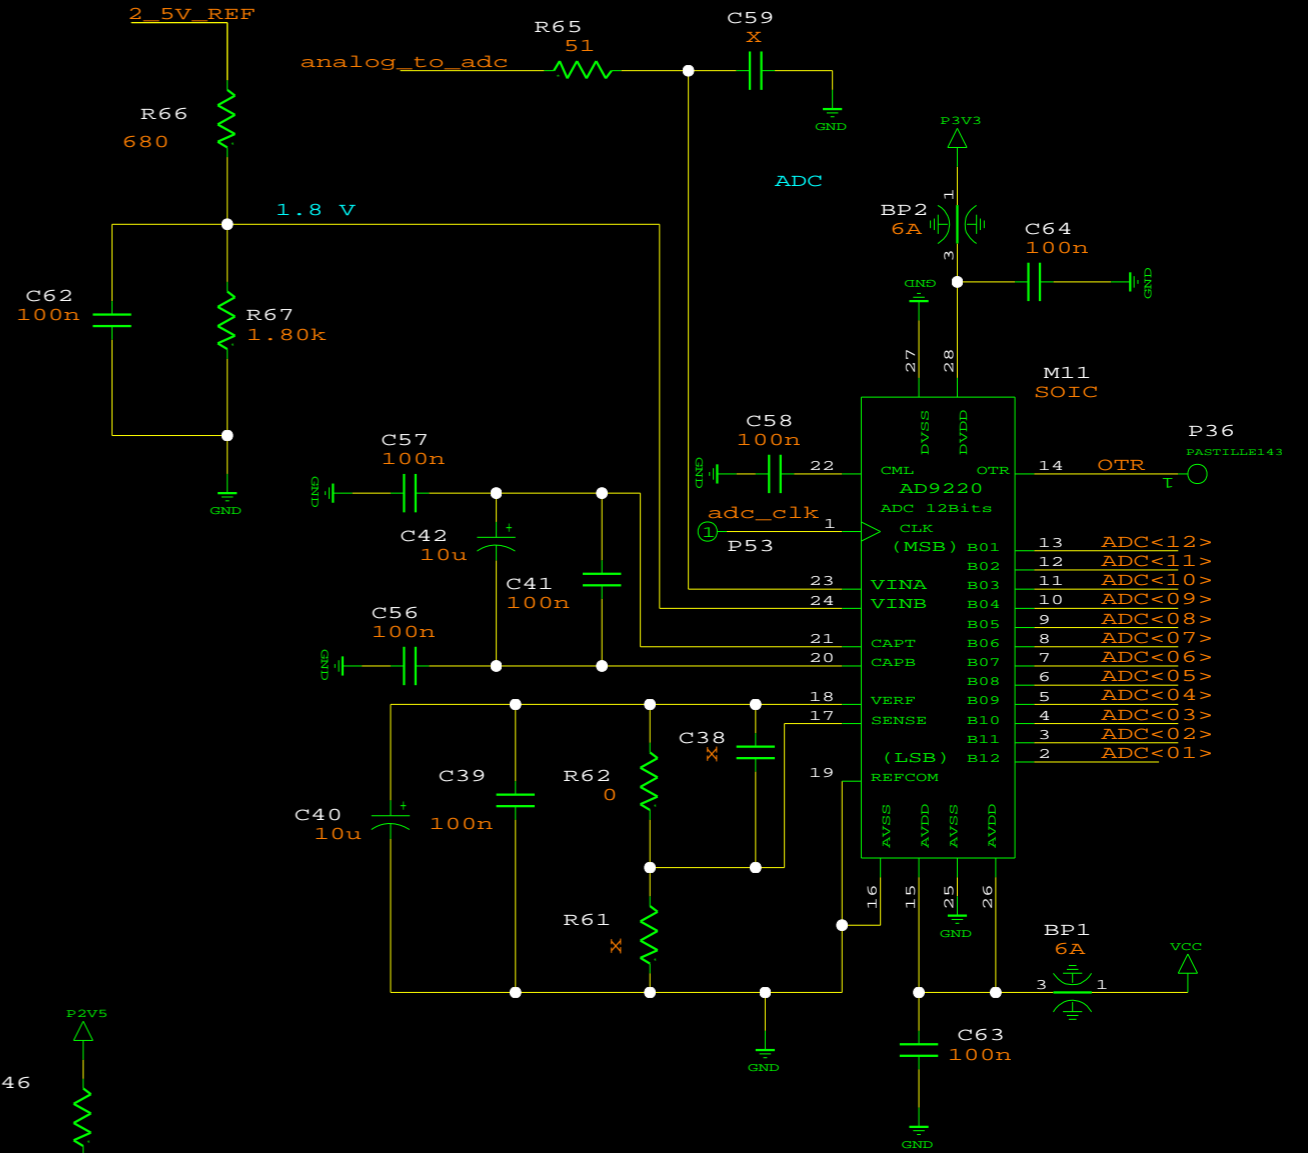 2_5V_REF
R66
680
1.8 V
C62
100n
R67
1.80k
GND
analog_to_adc
R65
51
C59
X
GND
ADC
P3V3
1
BP2
6A
3
C64
100n
GND
GND
27
28
M11
SOIC
C58
100n
GND
22
CML
DVSS
DVDD
OTR
14
OTR
P36
PASTILLE143
1
AD9220
ADC 12Bits
adc_clk
1
P53
1
CLK
(MSB)
B01 13 ADC<12>
B02 12 ADC<11>
B03 11 ADC<10>
B04 10 ADC<09>
B05 9 ADC<08>
B06 8 ADC<07>
B07 7 ADC<06>
B08 6 ADC<05>
B09 5 ADC<04>
B10 4 ADC<03>
B11 3 ADC<02>
(LSB) B12 2 ADC<01>
23 VINA
24 VINB
21 CAPT
20 CAPB
18 VERF
17 SENSE
19 REFCOM
C57
100n
GND
C42
+
10u
C41
100n
C56
100n
GND
C38
X
C39
100n
R62
0
C40
+
10u
R61
X
GND
AVSS
AVDD
AVSS
AVDD
16
15
25
26
GND
BP1
6A
3
1
VCC
C63
100n
GND
P2V5
46